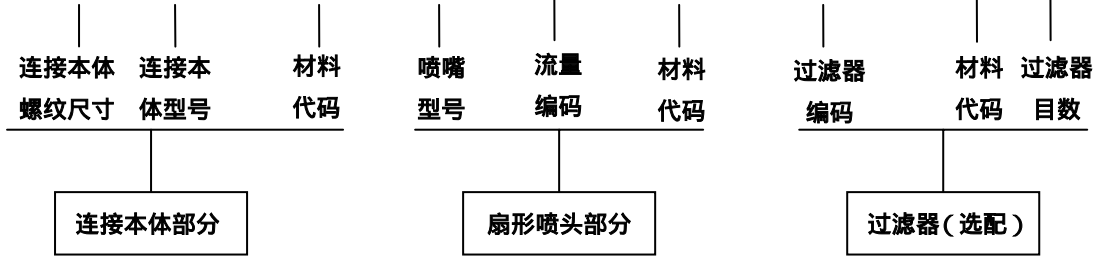 连接本体 连接本 材料 喷嘴 流量 材料 过滤器 材料 过滤器
螺纹尺寸 体型号 代码 型号 编码 代码 编码 代码 目数
连接本体部分 扇形喷头部分 过滤器(选配)